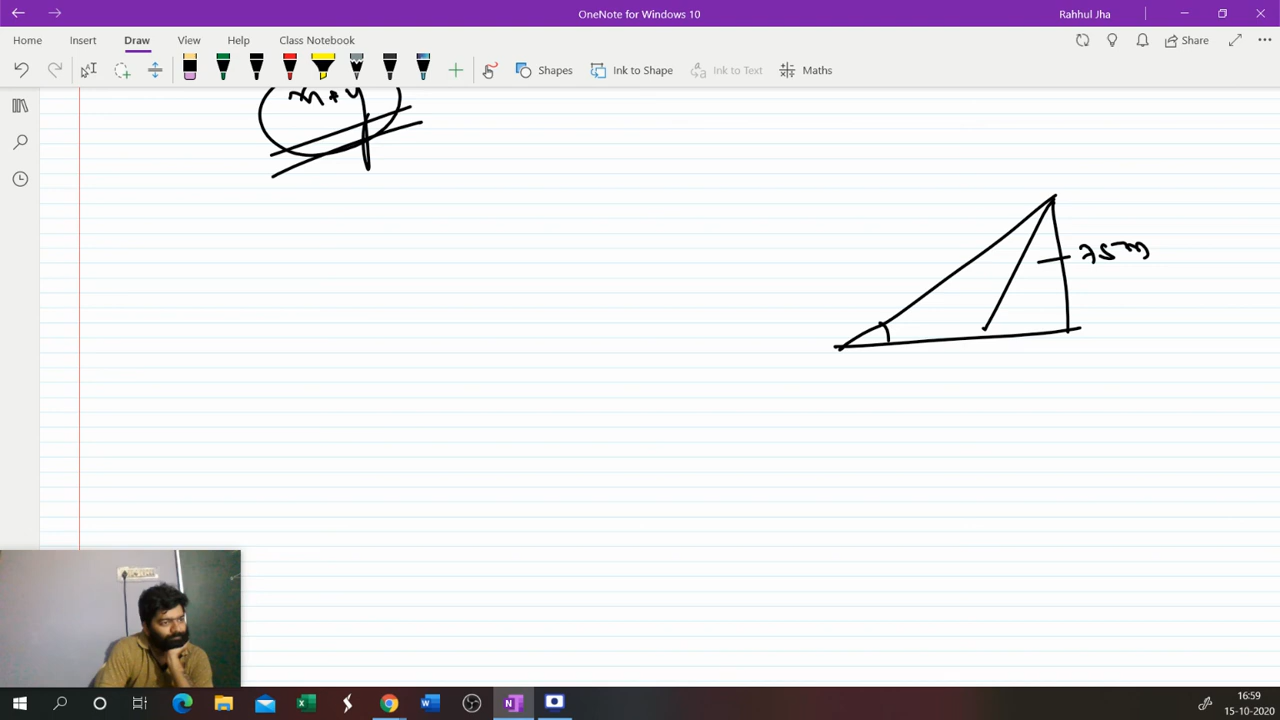 OneNote for Windows 10
Rahhul Jha
Home Insert Draw View Help Class Notebook
Share
Shapes Ink to Shape Ink to Text Maths
m+y
75m
16:59
15-10-2020